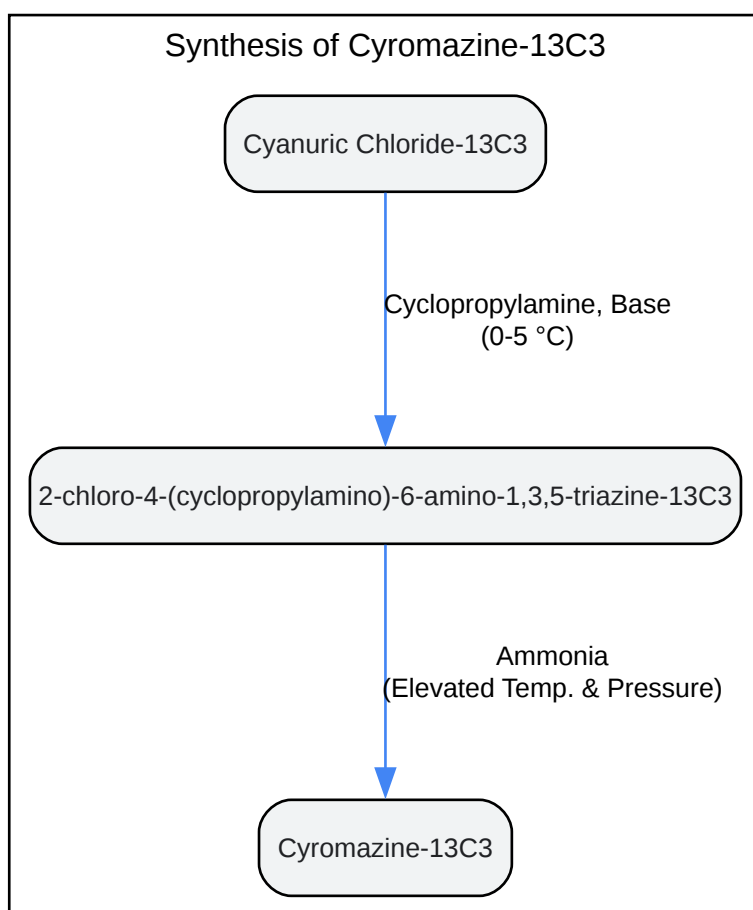 Synthesis of Cyromazine-13C3
Cyanuric Chloride-13C3
Cyclopropylamine, Base
(0-5 °C)
2-chloro-4-(cyclopropylamino)-6-amino-1,3,5-triazine-13C3
Ammonia
(Elevated Temp. & Pressure)
Cyromazine-13C3